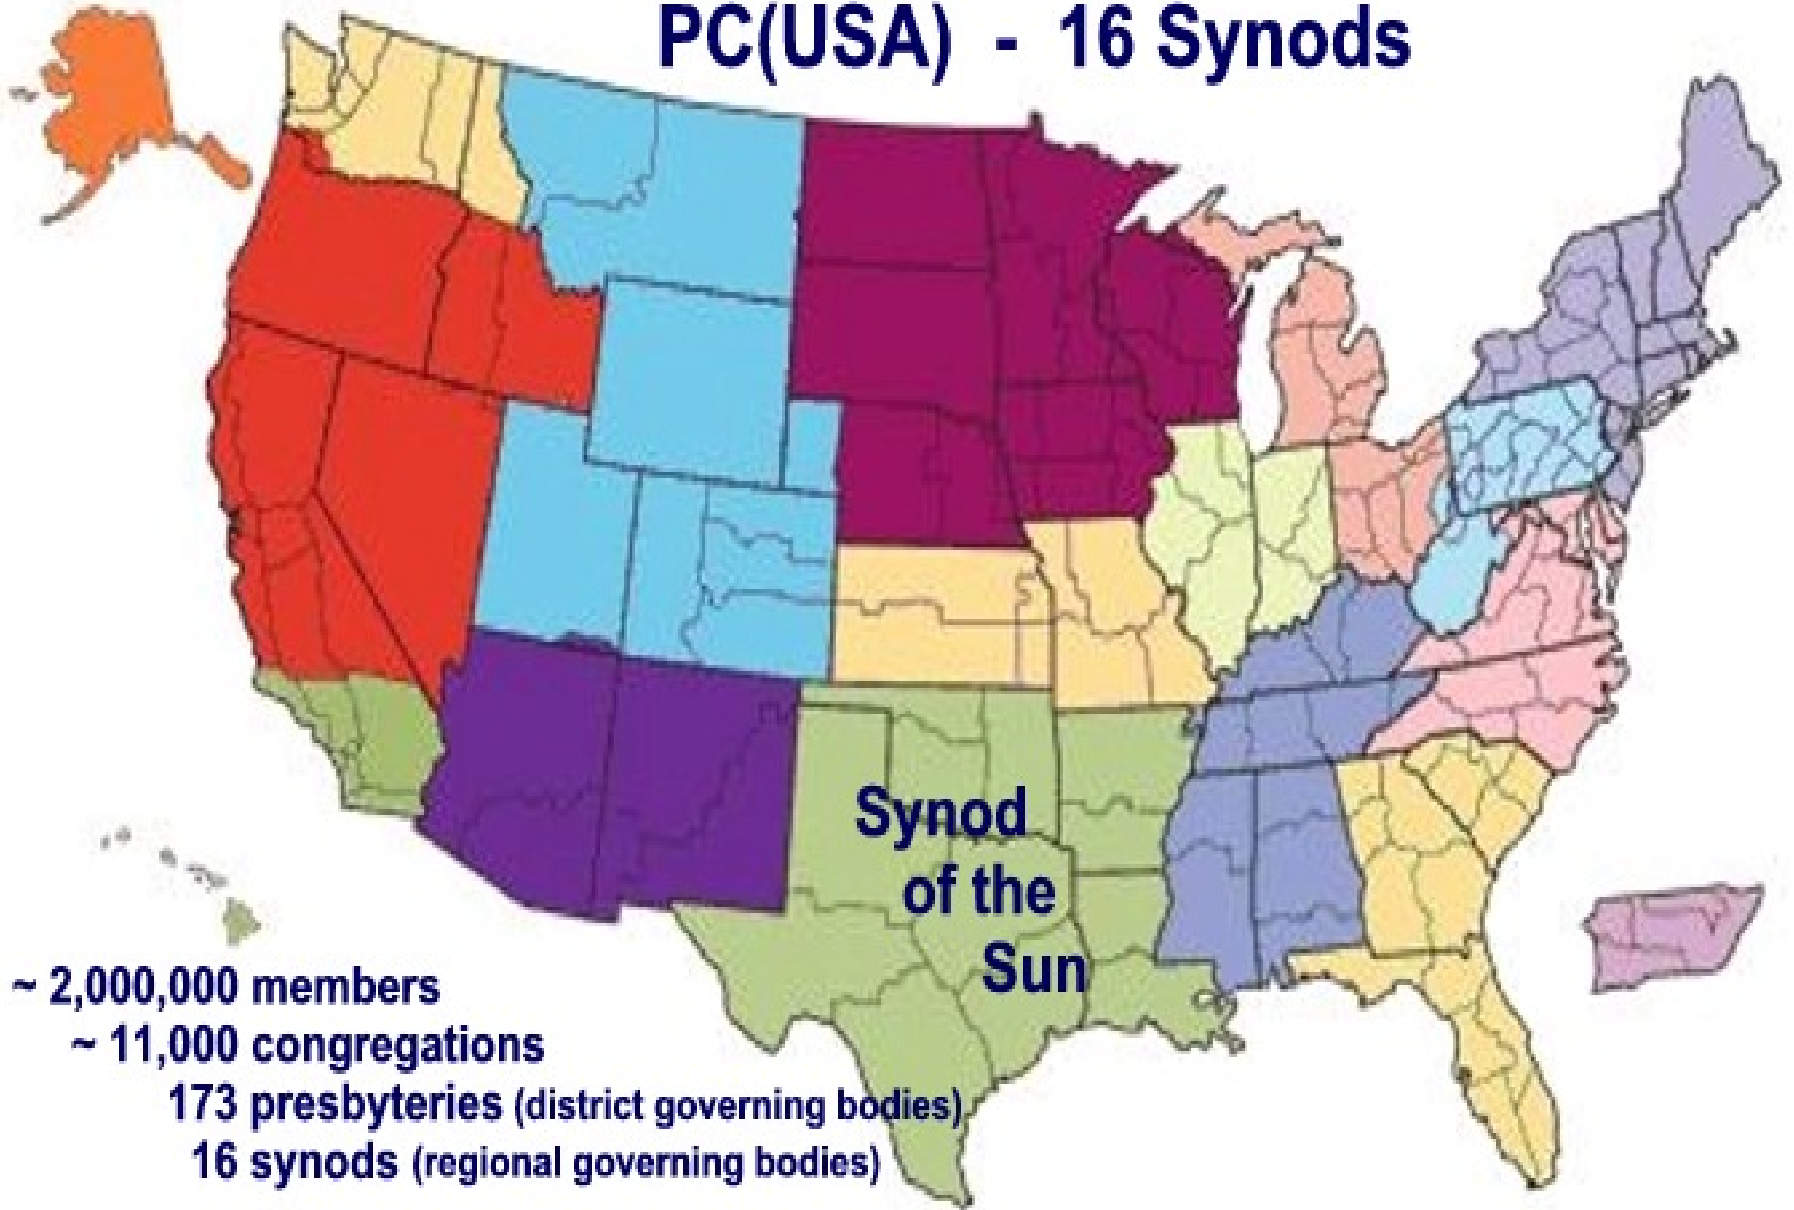 PC(USA) - 16 Synods
Synod
of the
Sun
~ 2,000,000 members
~ 11,000 congregations
173 presbyteries (district governing bodies)
16 synods (regional governing bodies)